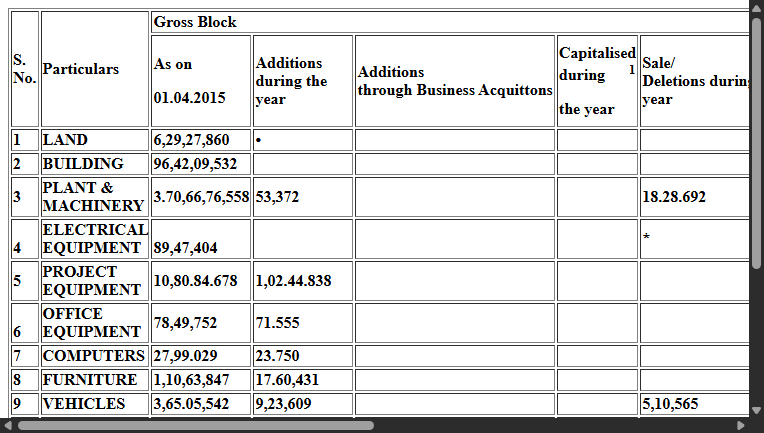 Gross Block
S. No. Particulars As on 01.04.2015 Additions during the year Additions through Business Acquittons Capitalised during 1 the year Sale/ Deletions during year
1 LAND 6,29,27,860 •
2 BUILDING 96,42,09,532
3 PLANT & MACHINERY 3.70,66,76,558 53,372 18.28.692
4 ELECTRICAL EQUIPMENT 89,47,404 *
5 PROJECT EQUIPMENT 10,80.84.678 1,02.44.838
6 OFFICE EQUIPMENT 78,49,752 71.555
7 COMPUTERS 27,99.029 23.750
8 FURNITURE 1,10,63,847 17.60,431
9 VEHICLES 3,65.05,542 9,23,609 5,10,565